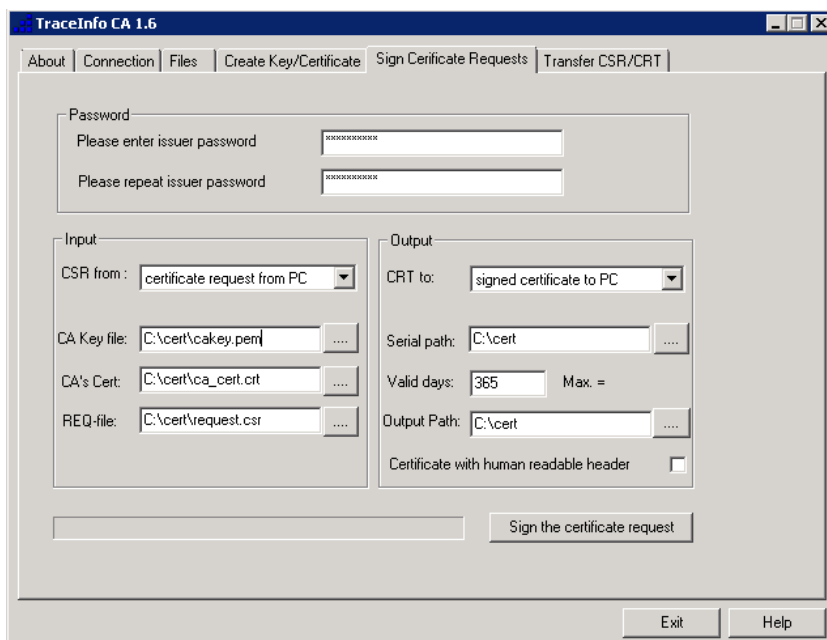 TraceInfo CA 1.6
About Connection Files Create Key/Certificate Sign Cerificate Requests Transfer CSR/CRT
Password
Please enter issuer password xxxxxxxxxx
Please repeat issuer password xxxxxxxxxx
Input
CSR from : certificate request from PC
CA Key file: C:\cert\cakey.pem ....
CA's Cert: C:\cert\ca_cert.crt ....
REQ-file: C:\cert\request.csr ....
Output
CRT to: signed certificate to PC
Serial path: C:\cert ....
Valid days: 365 Max. =
Output Path: C:\cert ....
Certificate with human readable header
Sign the certificate request
Exit Help